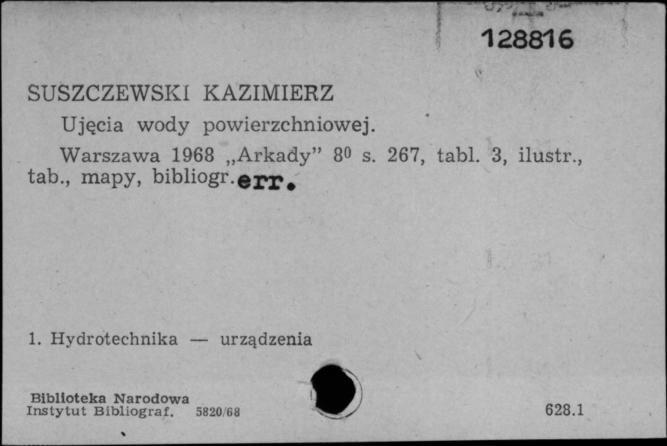 128816
SUSZCZEWSKI KAZIMIERZ
Ujęcia wody powierzchniowej.
Warszawa 1968 „Arkady” 8⁰ s. 267, tabl. 3, ilustr.,
tab., mapy, bibliogr. err.
1. Hydrotechnika — urządzenia
Biblioteka Narodowa
Instytut Bibliograf. 5820/68
628.1